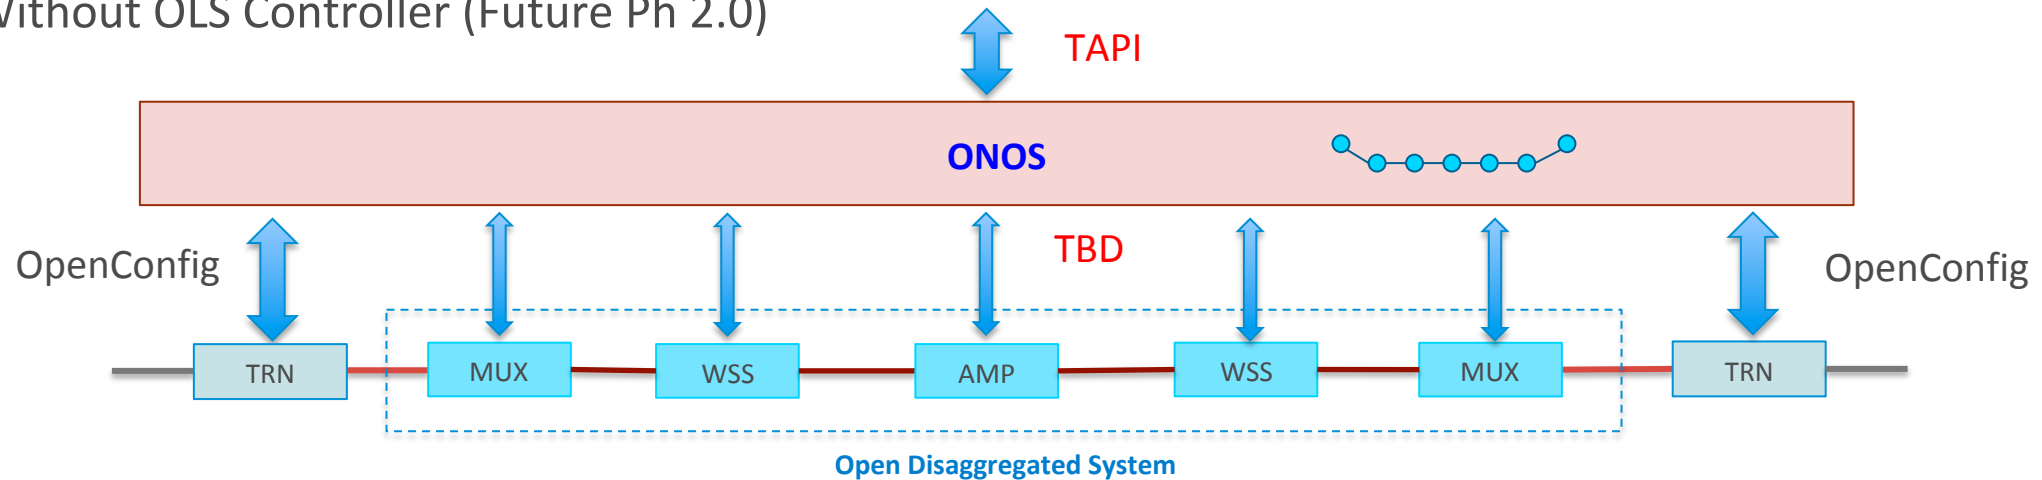 Without OLS Controller (Future Ph 2.0)
TAPI
ONOS
OpenConfig
TBD
OpenConfig
TRN
MUX
WSS
AMP
WSS
MUX
TRN
Open Disaggregated System